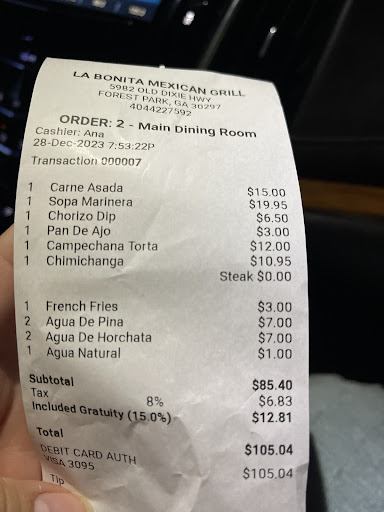 LA BONITA MEXICAN GRILL
5982 OLD DIXIE HWY
FOREST PARK, GA 30297
4044227592
ORDER: 2 - Main Dining Room
Cashier: Ana
28-Dec-2023 7:53:22P
Transaction 000007
1 Carne Asada $15.00
1 Sopa Marinera $19.95
1 Chorizo Dip $6.50
1 Pan De Ajo $3.00
1 Campechana Torta $12.00
1 Chimichanga $10.95
Steak $0.00
1 French Fries $3.00
2 Agua De Pina $7.00
2 Agua De Horchata $7.00
1 Agua Natural $1.00
Subtotal $85.40
Tax 8% $6.83
Included Gratuity (15.0%) $12.81
Total $105.04
DEBIT CARD AUTH $105.04
VISA 3095
Tip